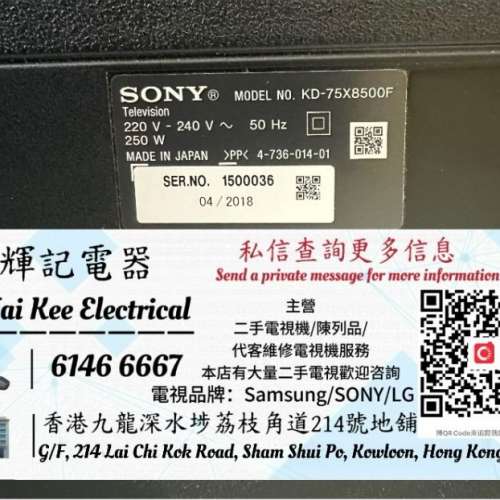 SONY® MODEL NO. KD-75X8500F
Television
220 V - 240 V ~ 50 Hz
250 W
MADE IN JAPAN >PP< 4-736-014-01
SER.NO. 1500036
04 / 2018
輝記電器
私信查詢更多信息
Send a private message for more information
ai Kee Electrical
主營
二手電視機/陳列品/
代客維修電視機服務
6146 6667
本店有大量二手電視歡迎咨詢
電視品牌：Samsung/SONY/LG
香港九龍深水埗荔枝角道214號地舖
G/F, 214 Lai Chi Kok Road, Sham Shui Po, Kowloon, Hong Kong